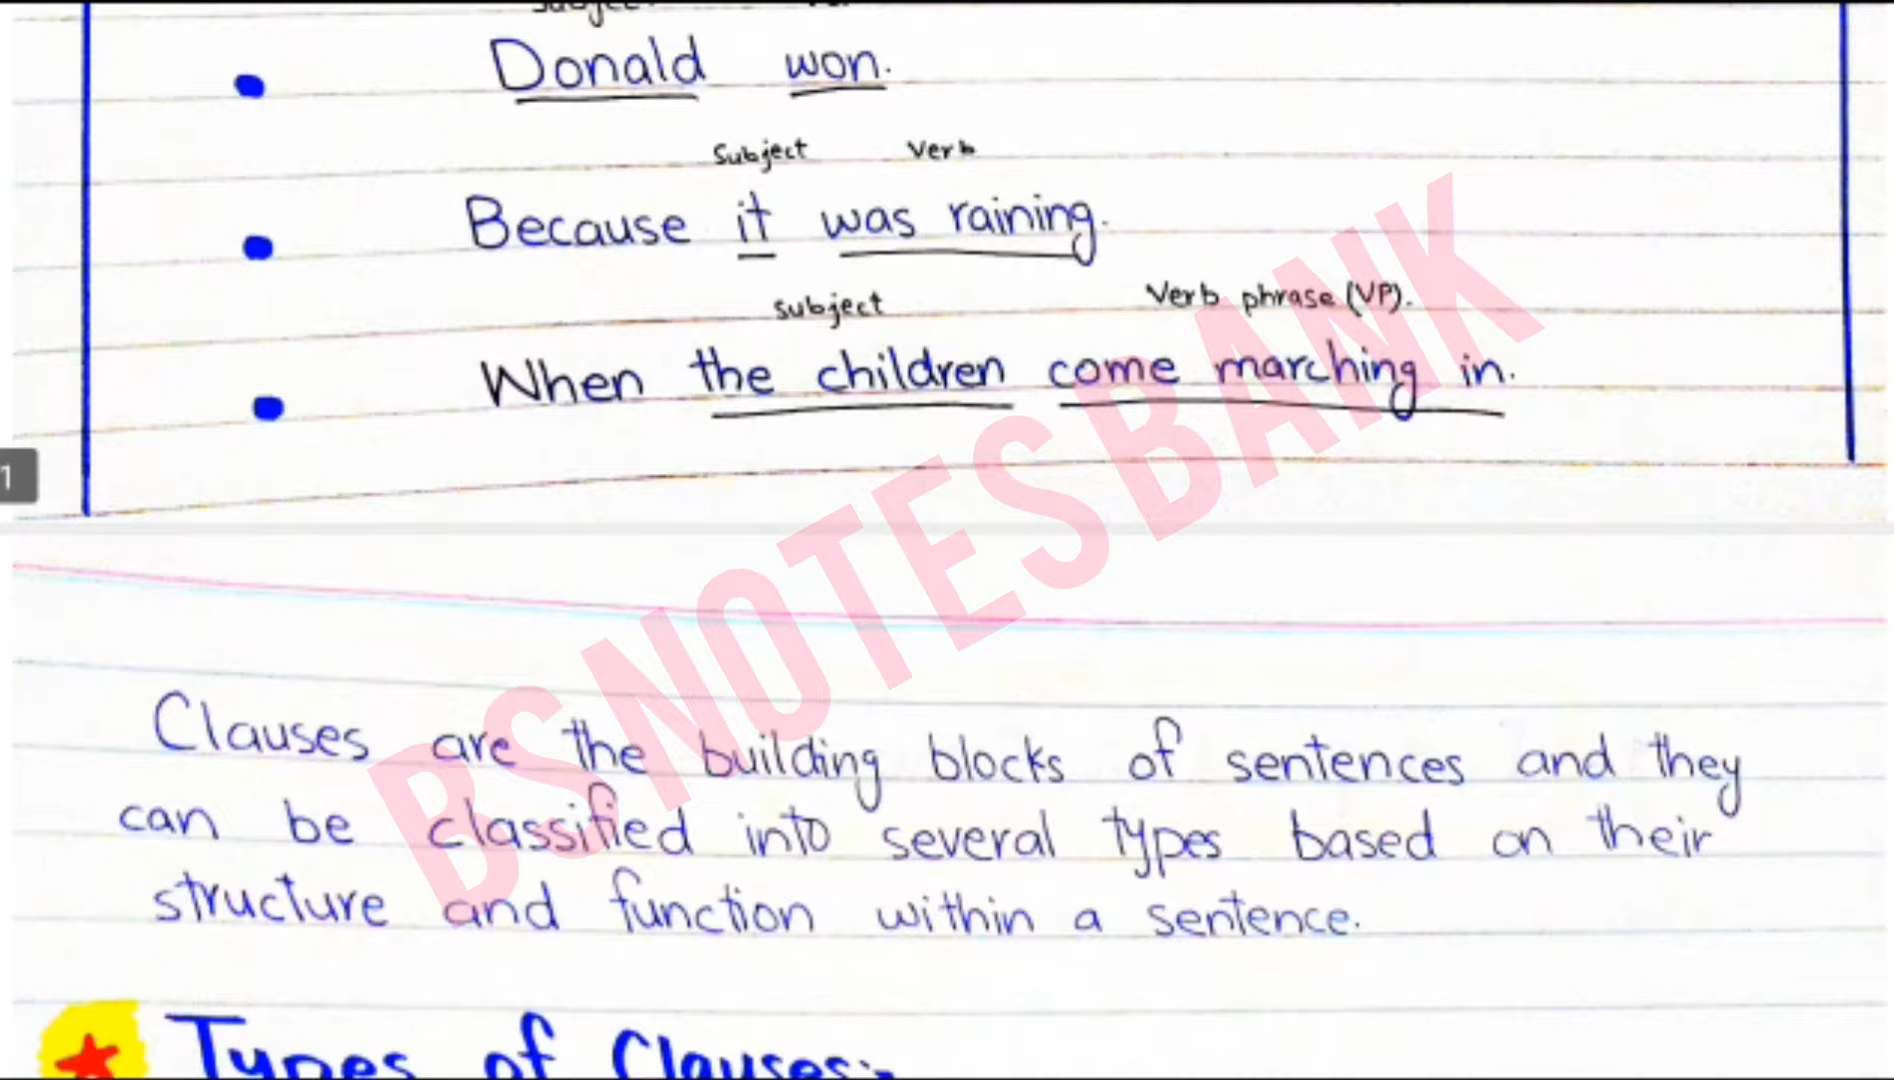 Subject
Donald won.
Subject Verb
Because it was raining.
subject Verb phrase (VP).
When the children come marching in.
1
BSNOTESBANK
Clauses are the building blocks of sentences and they
can be classified into several types based on their
structure and function within a sentence.
Types of Clauses:-